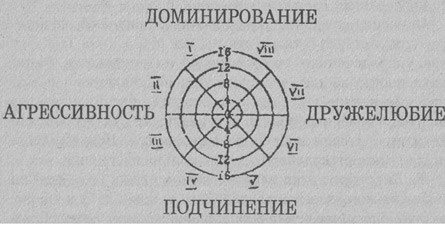 ДОМИНИРОВАНИЕ
I 16 VIII
12
II 8 VII
4
АГРЕССИВНОСТЬ ДРУЖЕЛЮБИЕ
4
III 8 VI
12
IV 16 V
ПОДЧИНЕНИЕ